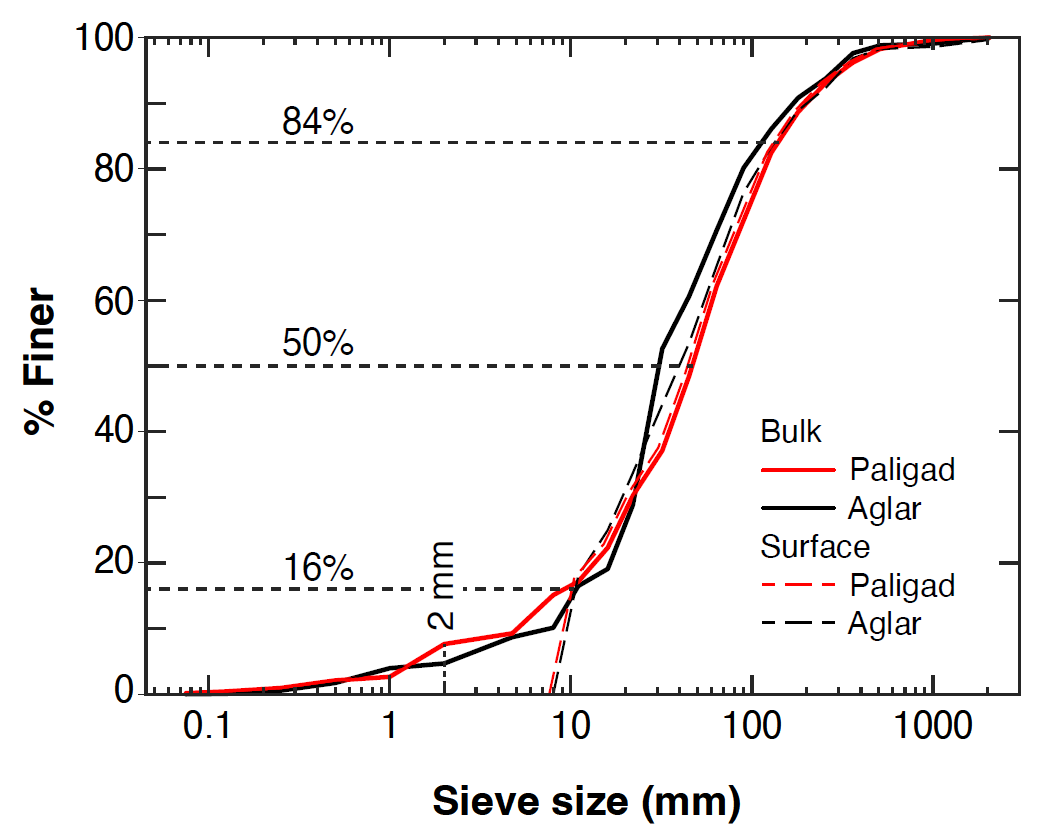 100
84%
80
60
50%
40
Bulk
Paligad
Aglar
Surface
Paligad
Aglar
20
16%
2 mm
0
0.1 1 10 100 1000
% Finer
Sieve size (mm)